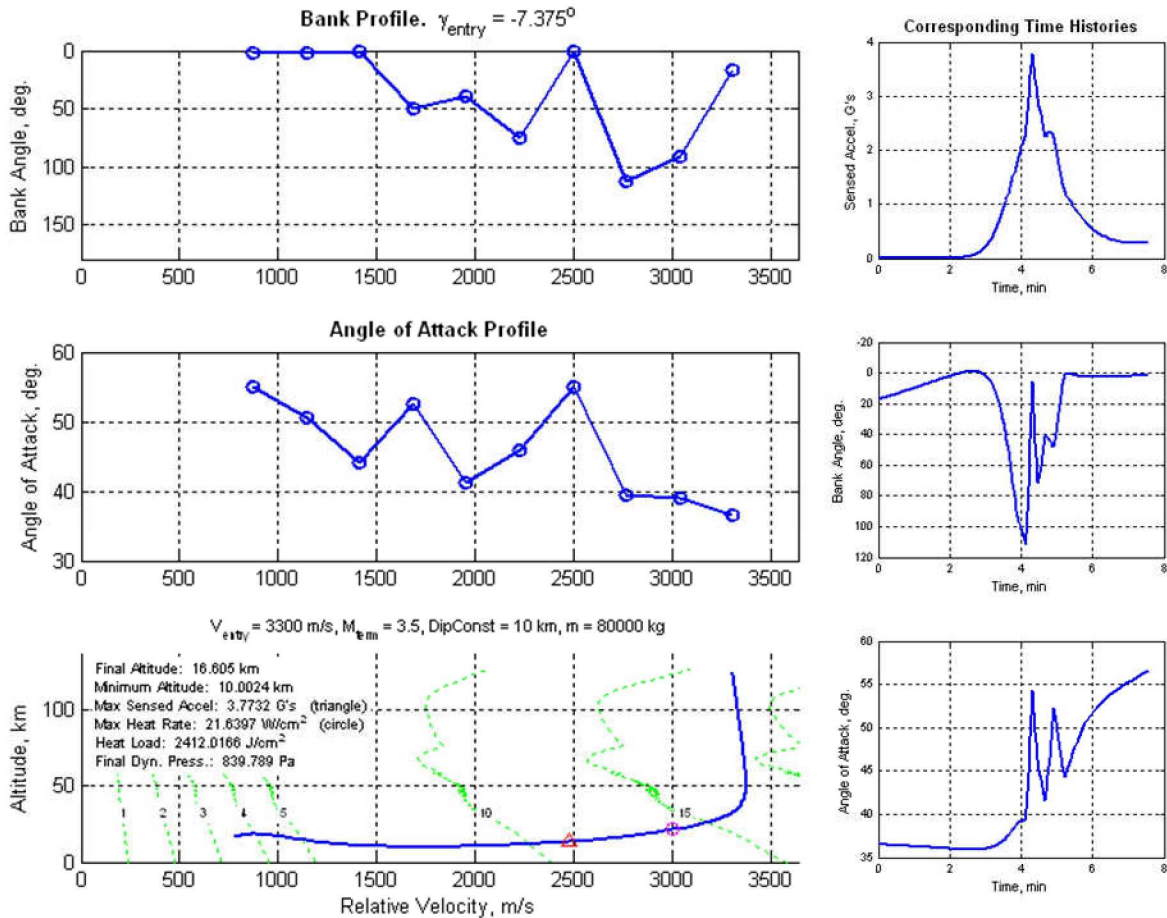 Bank Profile. γentry = -7.375o
0
50
100
150
Bank Angle, deg.
0 500 1000 1500 2000 2500 3000 3500
Angle of Attack Profile
60
50
40
30
Angle of Attack, deg.
0 500 1000 1500 2000 2500 3000 3500
Ventry = 3300 m/s, Mterm = 3.5, DipConst = 10 km, m = 80000 kg
Final Altitude: 16.605 km
Minimum Altitude: 10.0024 km
Max Sensed Accel: 3.7732 G's (triangle)
Max Heat Rate: 21.6397 W/cm2 (circle)
Heat Load: 2412.0166 J/cm2
Final Dyn. Press.: 839.789 Pa
100
50
0
Altitude, km
1 2 3 4 5 10 15
0 500 1000 1500 2000 2500 3000 3500
Relative Velocity, m/s
Corresponding Time Histories
4
3
2
1
0
Sensed Accel., G's
0 2 4 6 8
Time, min
-20
0
20
40
60
80
100
120
Bank Angle, deg.
0 2 4 6 8
Time, min
60
55
50
45
40
35
Angle of Attack, deg.
0 2 4 6 8
Time, min